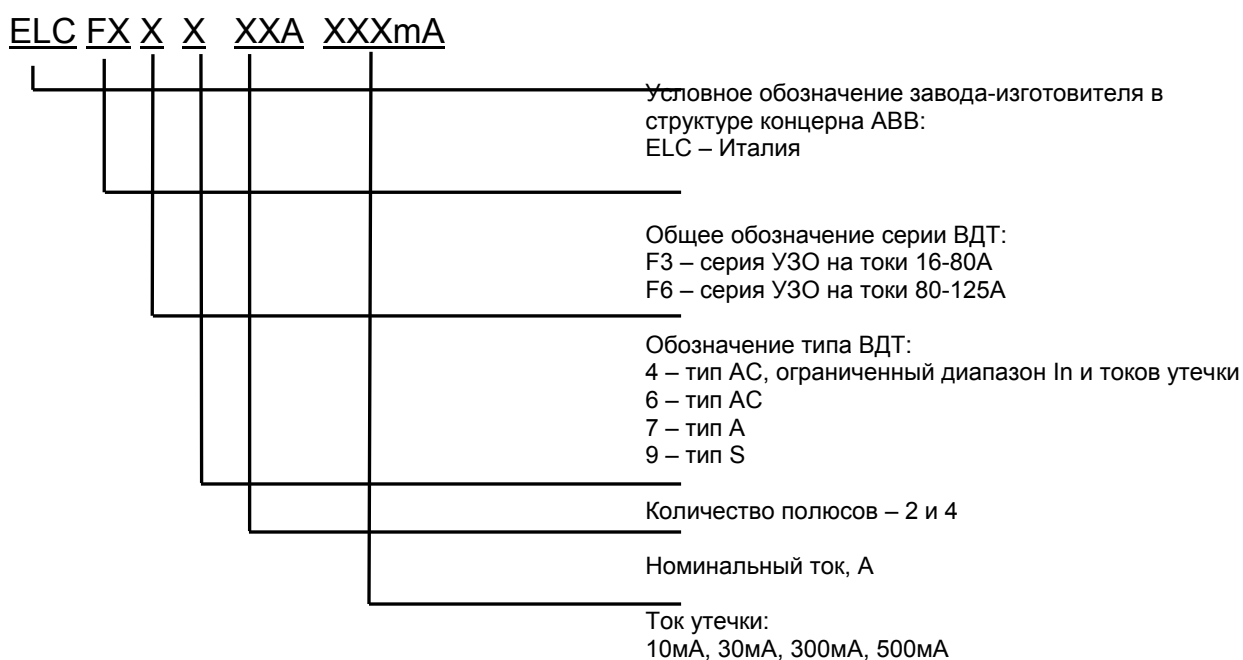 ELC FX X X XXA XXXmA
Условное обозначение завода-изготовителя в
структуре концерна АВВ:
ELC – Италия
Общее обозначение серии ВДТ:
F3 – серия УЗО на токи 16-80А
F6 – серия УЗО на токи 80-125А
Обозначение типа ВДТ:
4 – тип АС, ограниченный диапазон In и токов утечки
6 – тип АС
7 – тип А
9 – тип S
Количество полюсов – 2 и 4
Номинальный ток, А
Ток утечки:
10мА, 30мА, 300мА, 500мА